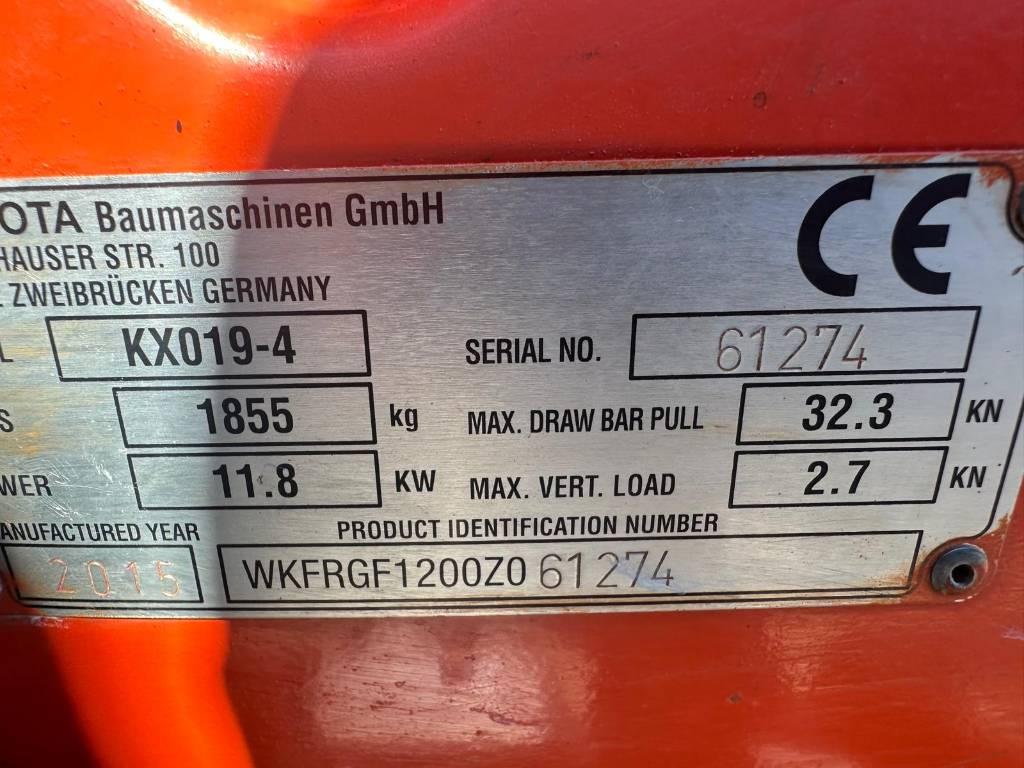 OTA Baumaschinen GmbH CE
HAUSER STR. 100
ZWEIBRÜCKEN GERMANY
L KX019-4 SERIAL NO. 61274
S 1855 kg MAX. DRAW BAR PULL 32.3 KN
WER 11.8 KW MAX. VERT. LOAD 2.7 KN
ANUFACTURED YEAR PRODUCT IDENTIFICATION NUMBER
2015 WKFRGF1200Z0 61274